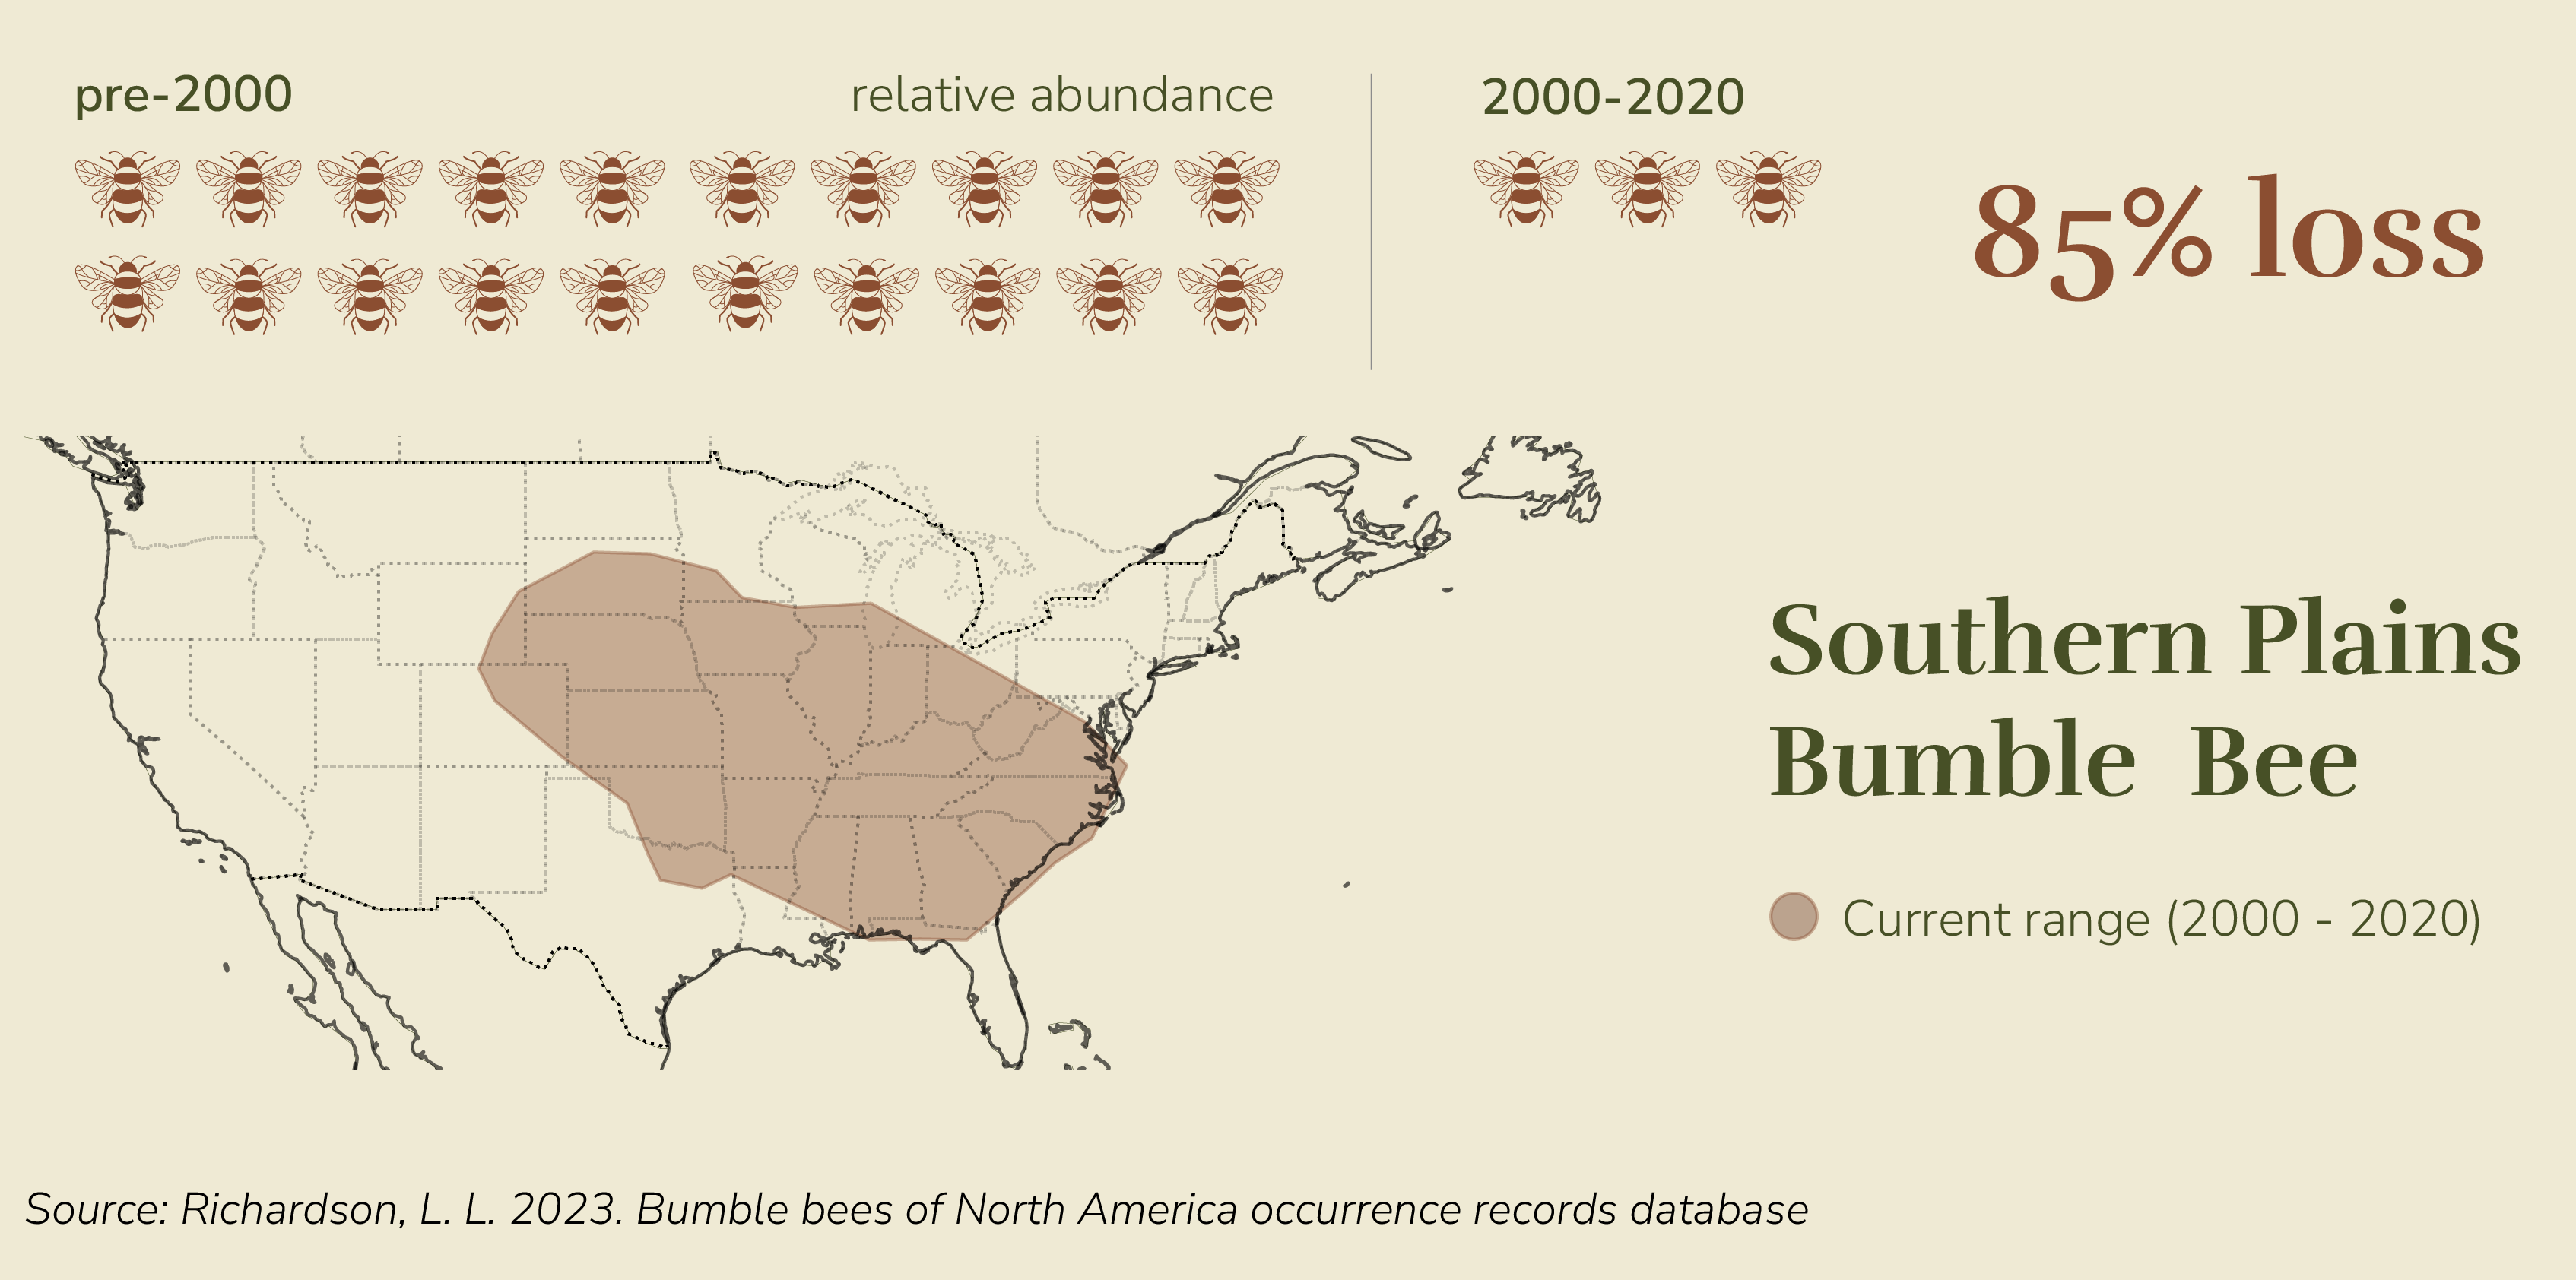 pre-2000
relative abundance
2000-2020
85% loss
Southern Plains
Bumble Bee
Current range (2000 - 2020)
Source: Richardson, L. L. 2023. Bumble bees of North America occurrence records database